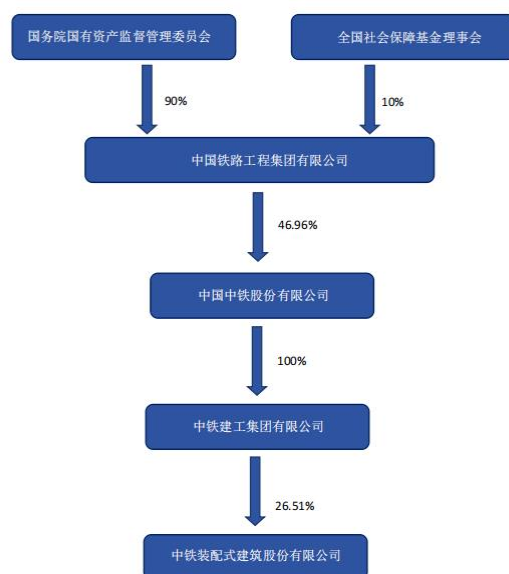 国务院国有资产监督管理委员会
全国社会保障基金理事会
90%
10%
中国铁路工程集团有限公司
46.96%
中国中铁股份有限公司
100%
中铁建工集团有限公司
26.51%
中铁装配式建筑股份有限公司